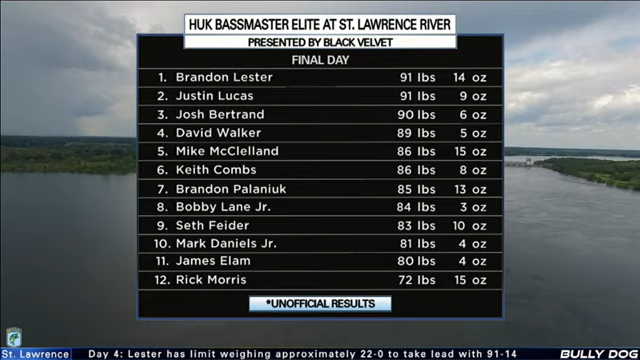 HUK BASSMASTER ELITE AT ST. LAWRENCE RIVER
PRESENTED BY BLACK VELVET
FINAL DAY
1. Brandon Lester 91 lbs 14 oz
2. Justin Lucas 91 lbs 9 oz
3. Josh Bertrand 90 lbs 6 oz
4. David Walker 89 lbs 5 oz
5. Mike McClelland 86 lbs 15 oz
6. Keith Combs 86 lbs 8 oz
7. Brandon Palaniuk 85 lbs 13 oz
8. Bobby Lane Jr. 84 lbs 3 oz
9. Seth Feider 83 lbs 10 oz
10. Mark Daniels Jr. 81 lbs 4 oz
11. James Elam 80 lbs 4 oz
12. Rick Morris 72 lbs 15 oz
*UNOFFICIAL RESULTS
St. Lawrence Day 4: Lester has limit weighing approximately 22-0 to take lead with 91-14 BULLY DOG